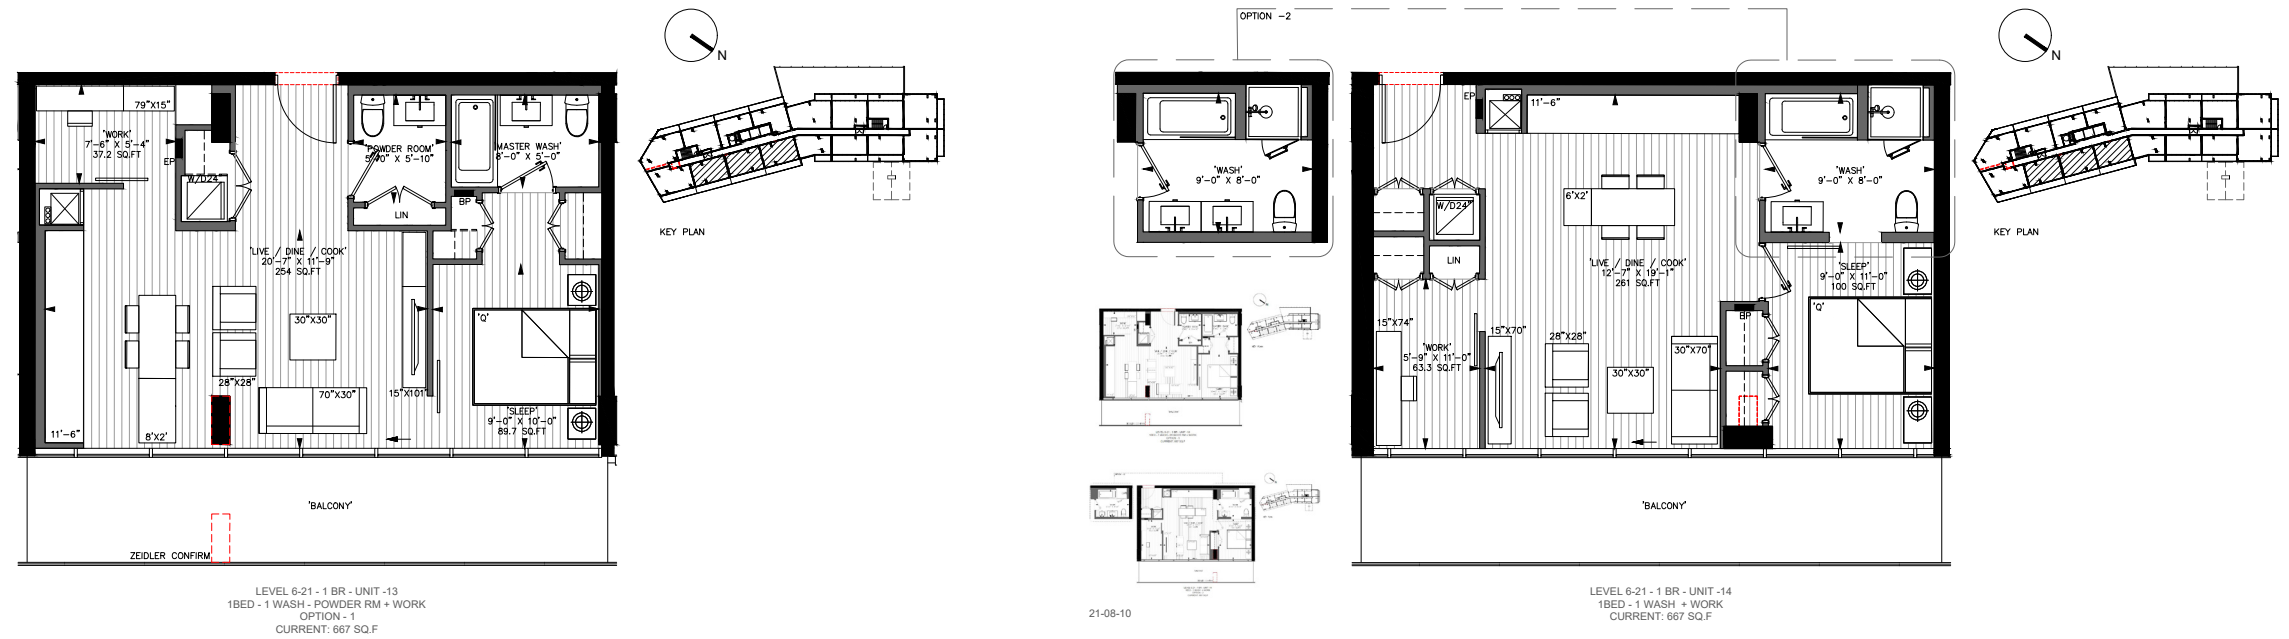 79"X15"
'WORK'
7'-6" X 5'-4"
37.2 SQ.FT
EP
W/D24"
'POWDER ROOM'
5'-10" X 5'-10"
LIN
'MASTER WASH'
8'-0" X 5'-0"
BP
'LIVE / DINE / COOK'
20'-7" X 11'-9"
254 SQ.FT
30"X30"
28"X28"
70"X30"
15"X101"
'Q'
'SLEEP'
9'-0" X 10'-0"
89.7 SQ.FT
11'-6"
8'X2'
'BALCONY'
ZEIDLER CONFIRM
LEVEL 6-21 - 1 BR - UNIT -13
1BED - 1 WASH - POWDER RM + WORK
OPTION - 1
CURRENT: 667 SQ.F
N
KEY PLAN
OPTION -2
'WASH'
9'-0" X 8'-0"
21-08-10
EP
11'-6"
W/D24"
LIN
6'X2'
'WASH'
9'-0" X 8'-0"
'LIVE / DINE / COOK'
12'-7" X 19'-1"
261 SQ.FT
'SLEEP'
9'-0" X 11'-0"
100 SQ.FT
'Q'
BP
15"X74"
15"X70"
28"X28"
30"X70"
30"X30"
'WORK'
5'-9" X 11'-0"
63.3 SQ.FT
'BALCONY'
LEVEL 6-21 - 1 BR - UNIT -14
1BED - 1 WASH + WORK
CURRENT: 667 SQ.F
N
KEY PLAN